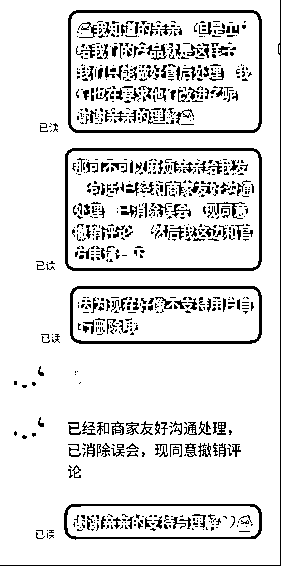 我知道的亲亲 但是工厂
给我们的产品就是这样子
我们只能做好售后处理 我
们也在要求他们改进了呢
谢谢亲亲的理解
已读
那可不可以麻烦亲亲给我发
一句话已经和商家友好沟通
处理 已消除误会 现同意
撤销评论 然后我这边和官
方申请一下
已读
因为现在好像不支持用户自
行删除呢
已读
已经和商家友好沟通处理，
已消除误会，现同意撤销评
论
谢谢亲亲的支持与理解
已读